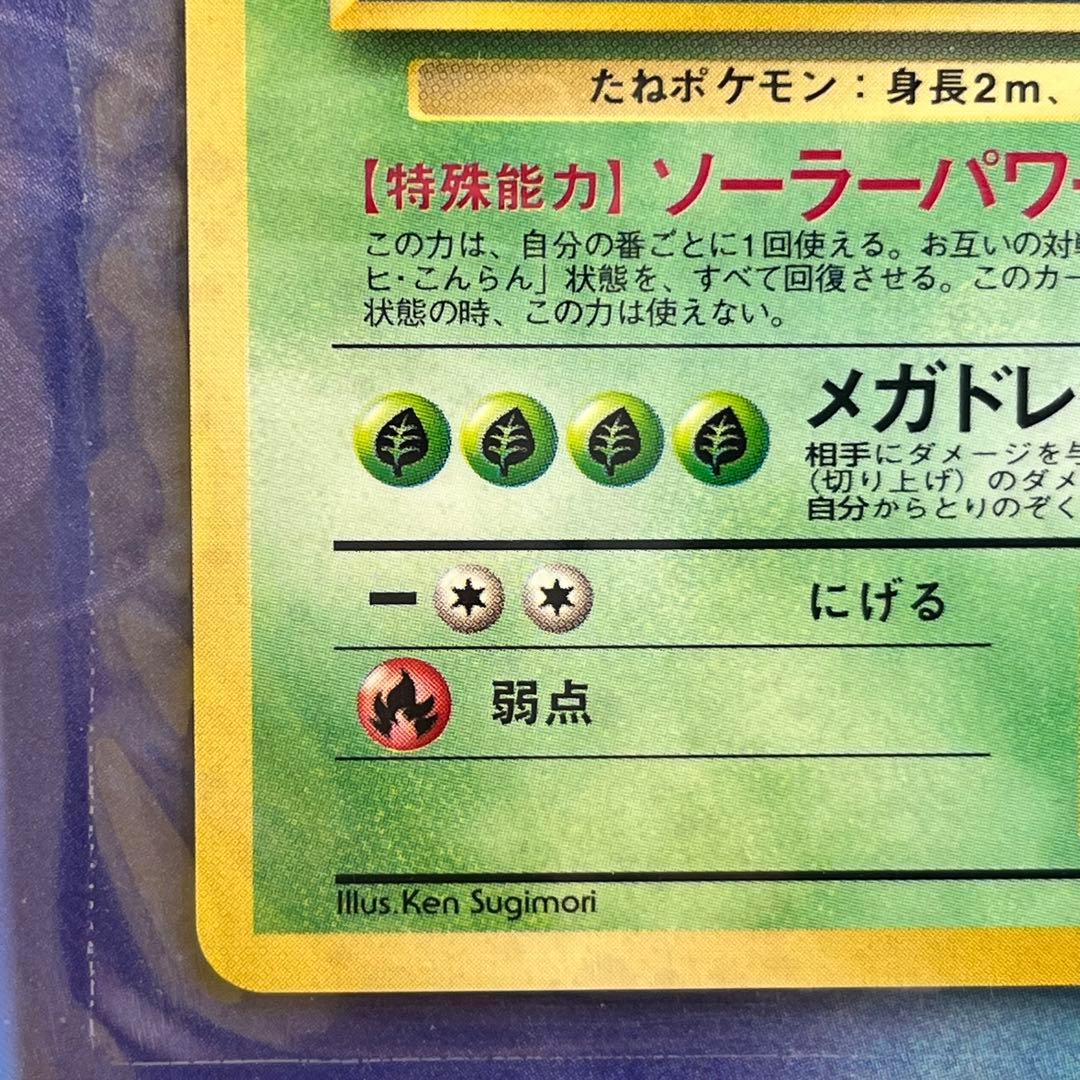 たねポケモン：身長2m、
【特殊能力】ソーラーパワー
この力は、自分の番ごとに1回使える。お互いの対戦
ヒ・こんらん」状態を、すべて回復させる。このカー
状態の時、この力は使えない。
メガドレ
相手にダメージを与
（切り上げ）のダメ
自分からとりのぞく
ー にげる
弱点
Illus.Ken Sugimori